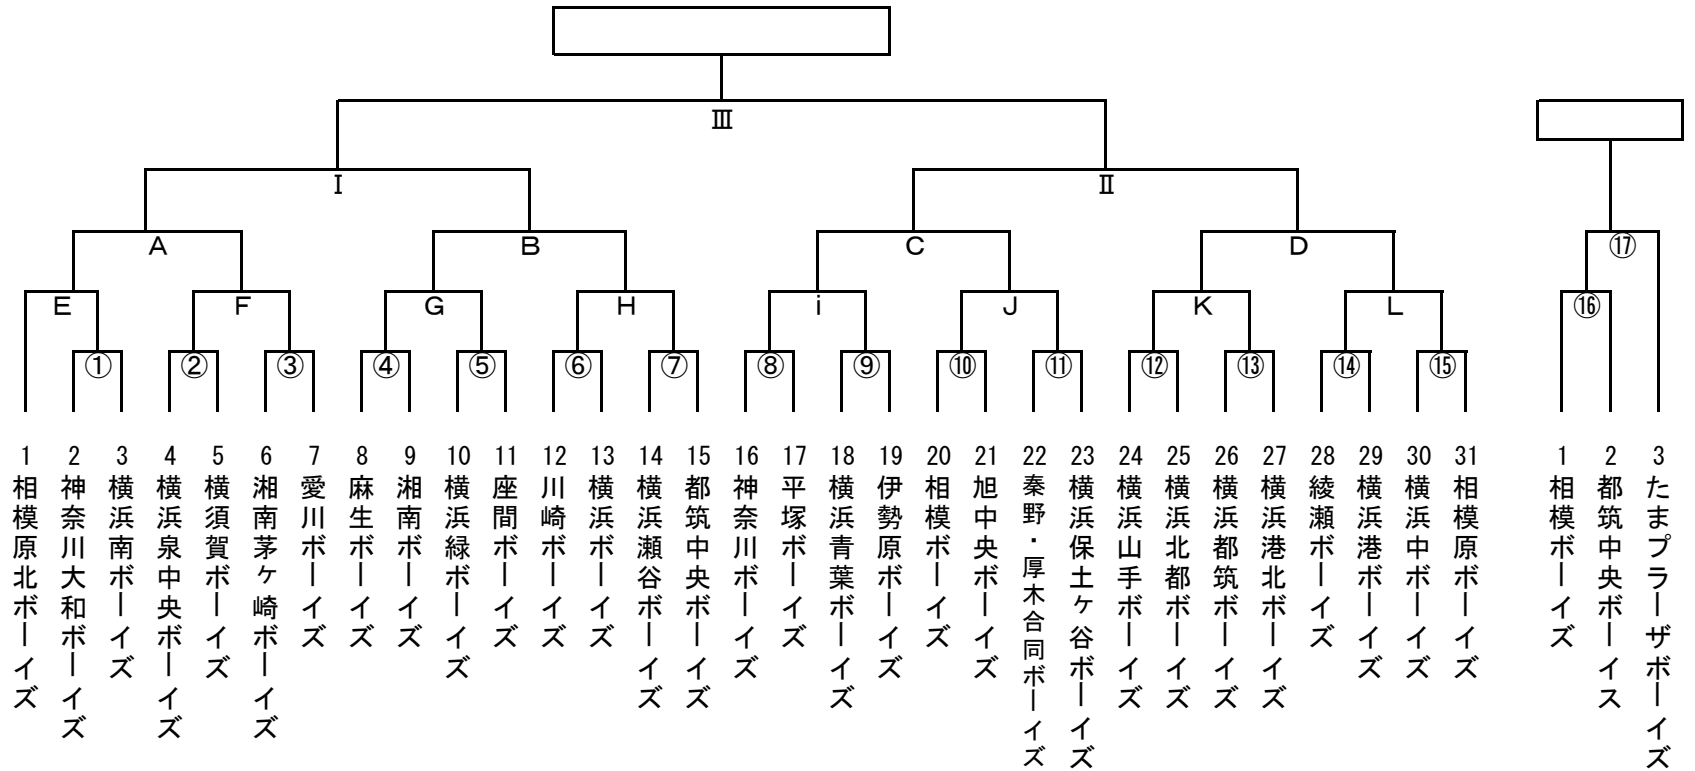 Ⅲ
Ⅰ
Ⅱ
A
B
C
D
⑰
E
F
G
H
i
J
K
L
⑯
①
②
③
④
⑤
⑥
⑦
⑧
⑨
⑩
⑪
⑫
⑬
⑭
⑮
1 相模原北ボーイズ
2 神奈川大和ボーイズ
3 横浜南ボーイズ
4 横浜泉中央ボーイズ
5 横須賀ボーイズ
6 湘南茅ヶ崎ボーイズ
7 愛川ボーイズ
8 麻生ボーイズ
9 湘南ボーイズ
10 横浜緑ボーイズ
11 座間ボーイズ
12 川崎ボーイズ
13 横浜ボーイズ
14 横浜瀬谷ボーイズ
15 都筑中央ボーイズ
16 神奈川ボーイズ
17 平塚ボーイズ
18 横浜青葉ボーイズ
19 伊勢原ボーイズ
20 相模ボーイズ
21 旭中央ボーイズ
22 秦野・厚木合同ボーイズ
23 横浜保土ヶ谷ボーイズ
24 横浜山手ボーイズ
25 横浜北都ボーイズ
26 横浜都筑ボーイズ
27 横浜港北ボーイズ
28 綾瀬ボーイズ
29 横浜港ボーイズ
30 横浜中ボーイズ
31 相模原ボーイズ
1 相模ボーイズ
2 都筑中央ボーイス
3 たまプラーザボーイズ